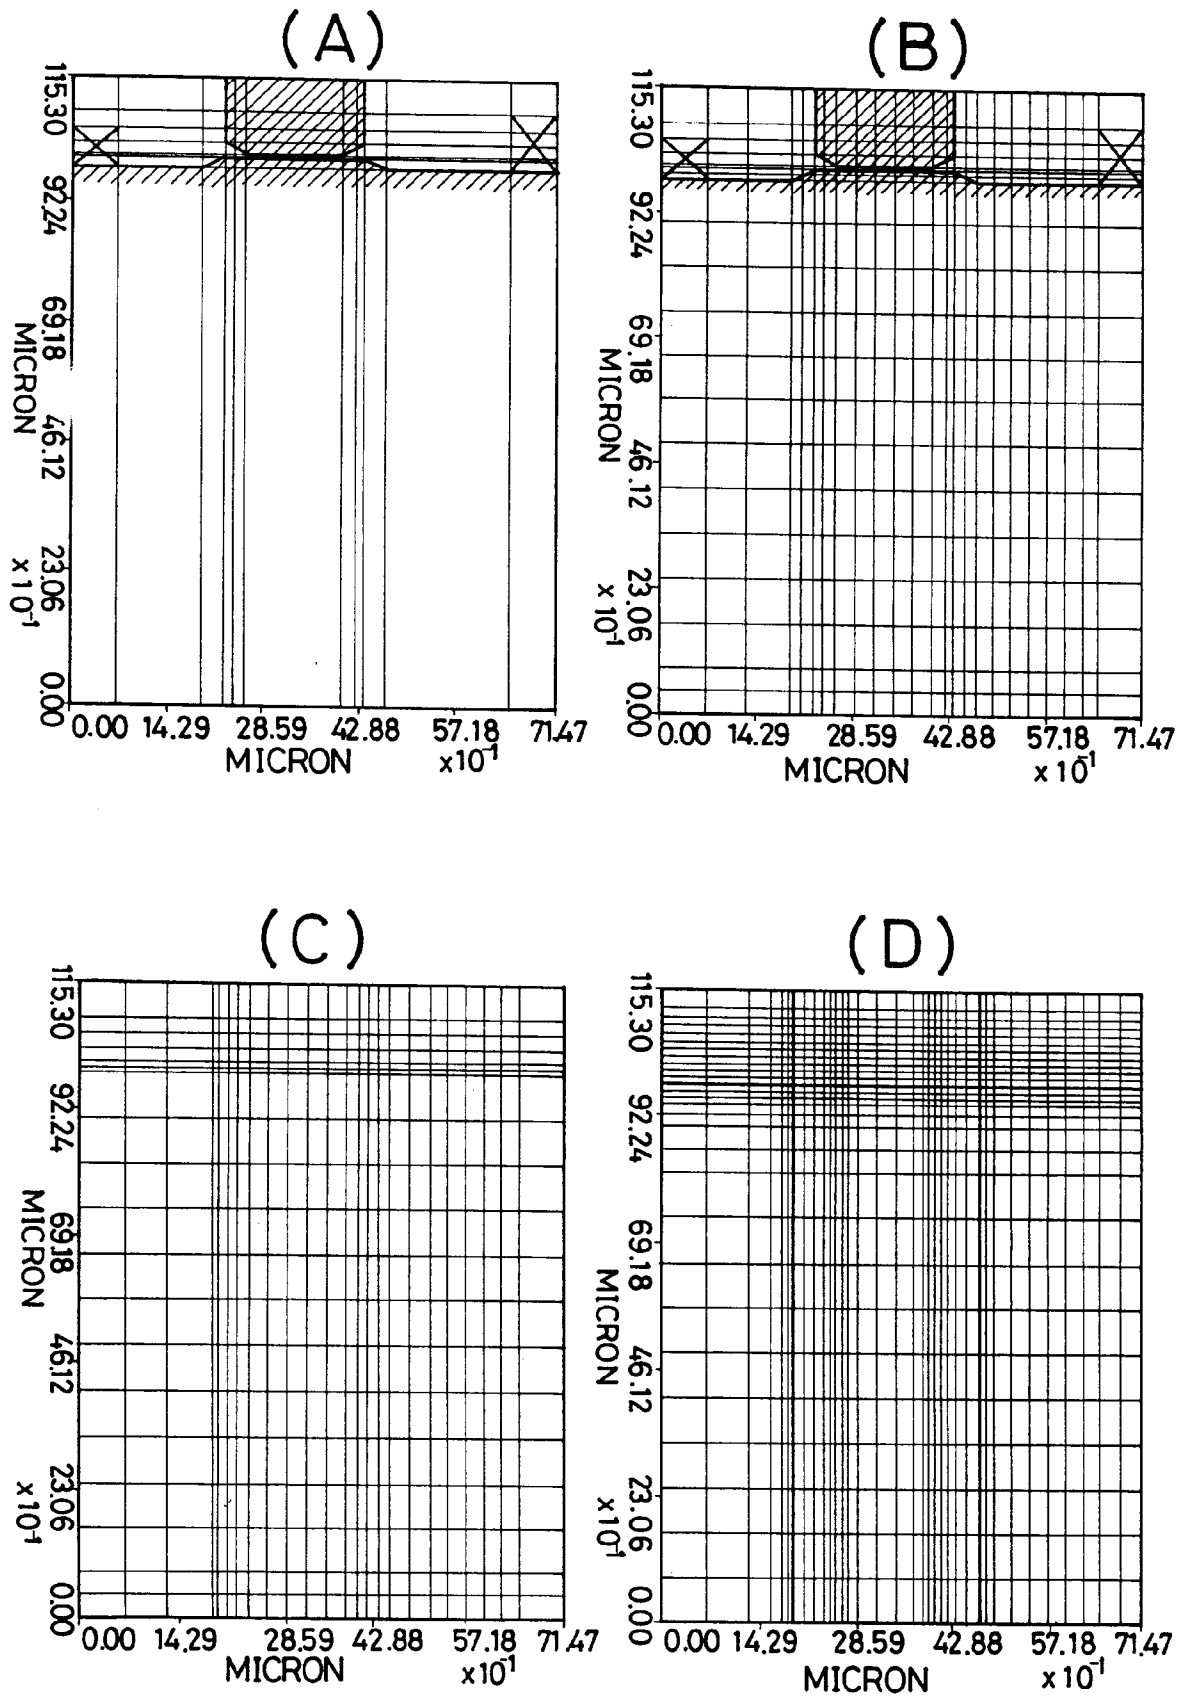 (A)
115.30
92.24
69.18
46.12
23.06
0.00
MICRON
x10⁻¹
0.00 14.29 28.59 42.88 57.18 71.47
MICRON x10⁻¹
(B)
115.30
92.24
69.18
46.12
23.06
0.00
MICRON
x10⁻¹
0.00 14.29 28.59 42.88 57.18 71.47
MICRON x10⁻¹
(C)
115.30
92.24
69.18
46.12
23.06
0.00
MICRON
x10⁻¹
0.00 14.29 28.59 42.88 57.18 71.47
MICRON x10⁻¹
(D)
115.30
92.24
69.18
46.12
23.06
0.00
MICRON
x10⁻¹
0.00 14.29 28.59 42.88 57.18 71.47
MICRON x10⁻¹